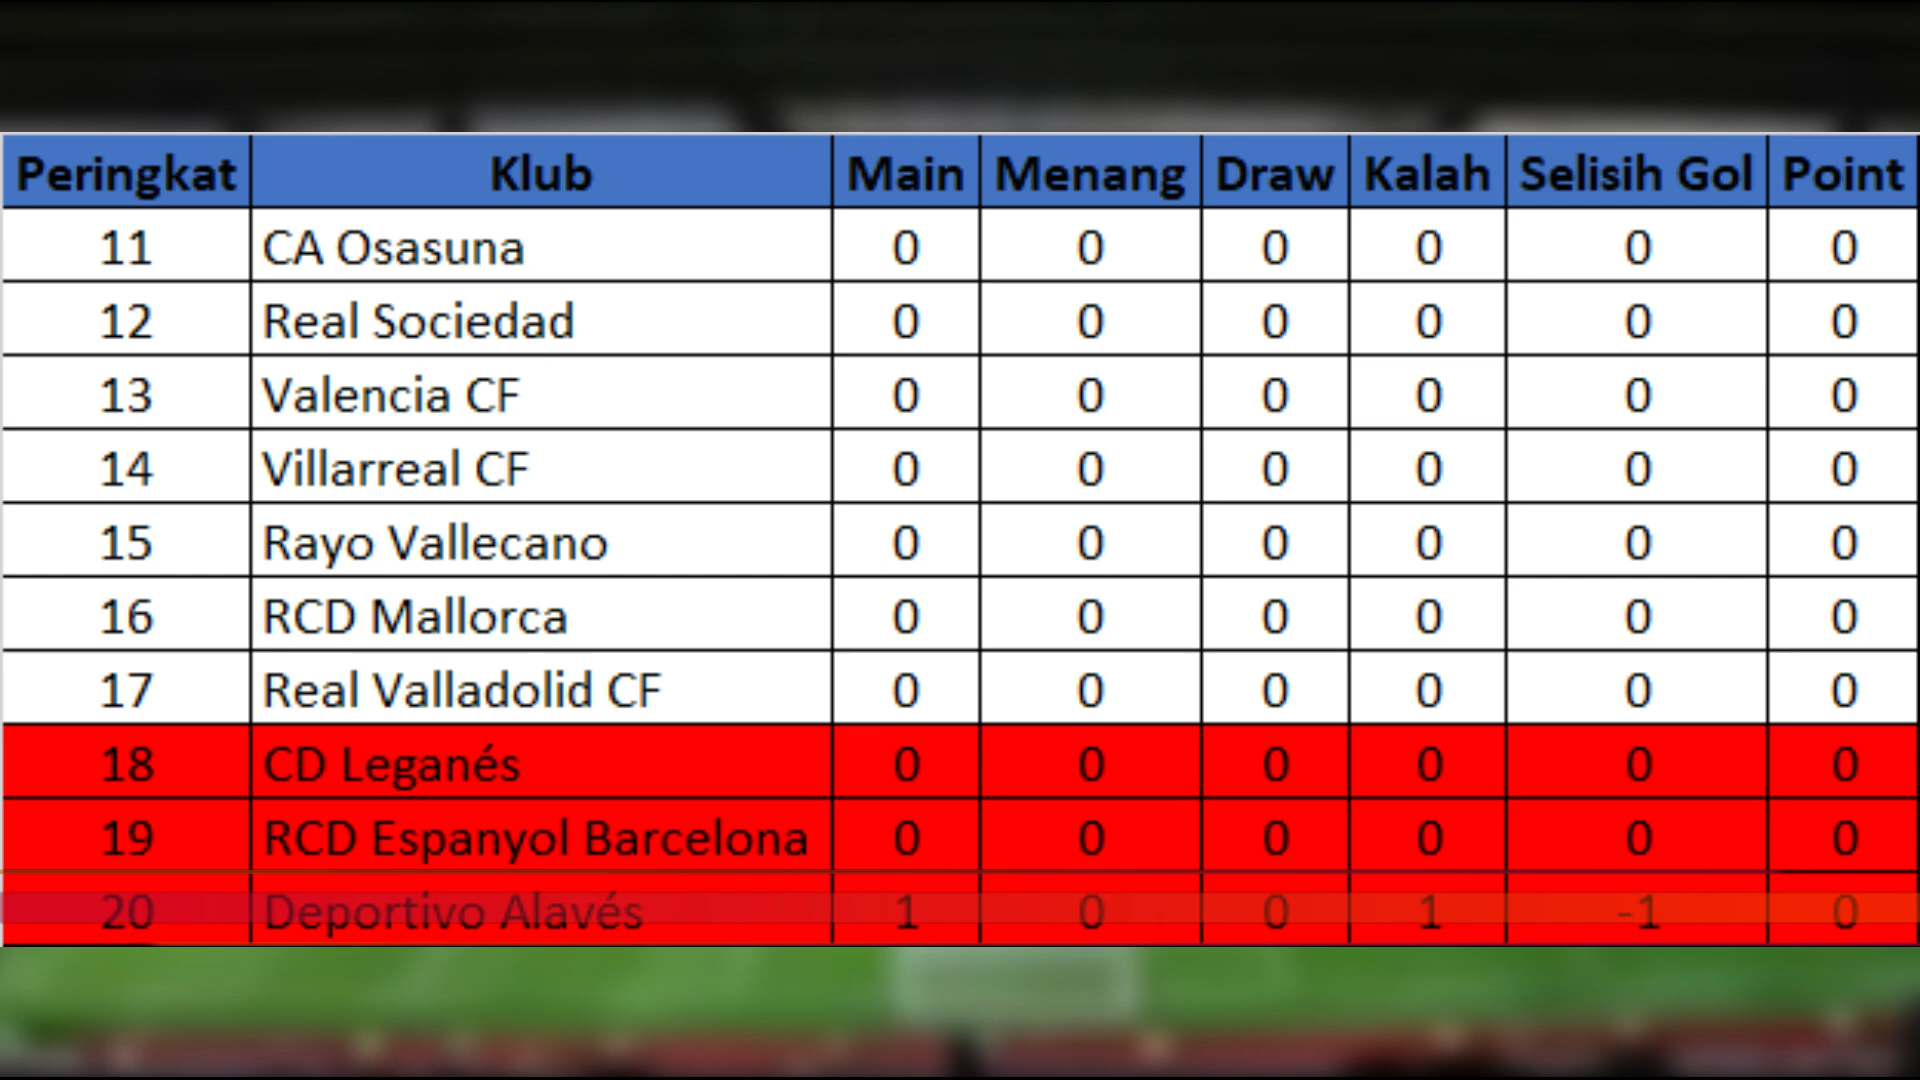 Peringkat Klub Main Menang Draw Kalah Selisih Gol Point
11 CA Osasuna 0 0 0 0 0 0
12 Real Sociedad 0 0 0 0 0 0
13 Valencia CF 0 0 0 0 0 0
14 Villarreal CF 0 0 0 0 0 0
15 Rayo Vallecano 0 0 0 0 0 0
16 RCD Mallorca 0 0 0 0 0 0
17 Real Valladolid CF 0 0 0 0 0 0
18 CD Leganés 0 0 0 0 0 0
19 RCD Espanyol Barcelona 0 0 0 0 0 0
20 Deportivo Alavés 1 0 0 1 -1 0